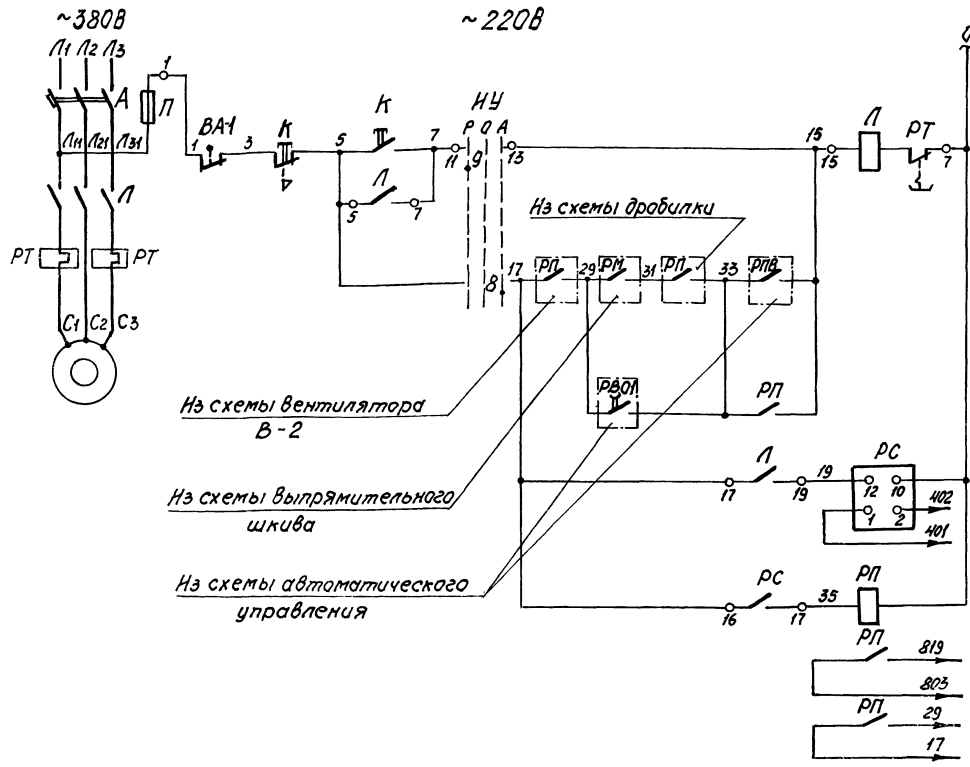 ~380В
~220В
Л1 Л2 Л3
1
А
П
Л11 Л21 Л31
1
ВА-1
3
К
5
К
7
11
ИУ
Р О А
9
13
15
15
Л
РТ
7
0
Л
5
Л
7
РТ
РТ
С1 С2 С3
8
17
РП
29
РМ
31
РП
33
РПВ
Из схемы дробилки
РВО1
РП
Из схемы вентилятора
В-2
Из схемы выпрямительного
шкива
Из схемы автоматического
управления
17
Л
19
19
РС
12
10
1
2
402
401
16
РС
17
35
РП
РП
819
803
РП
29
17